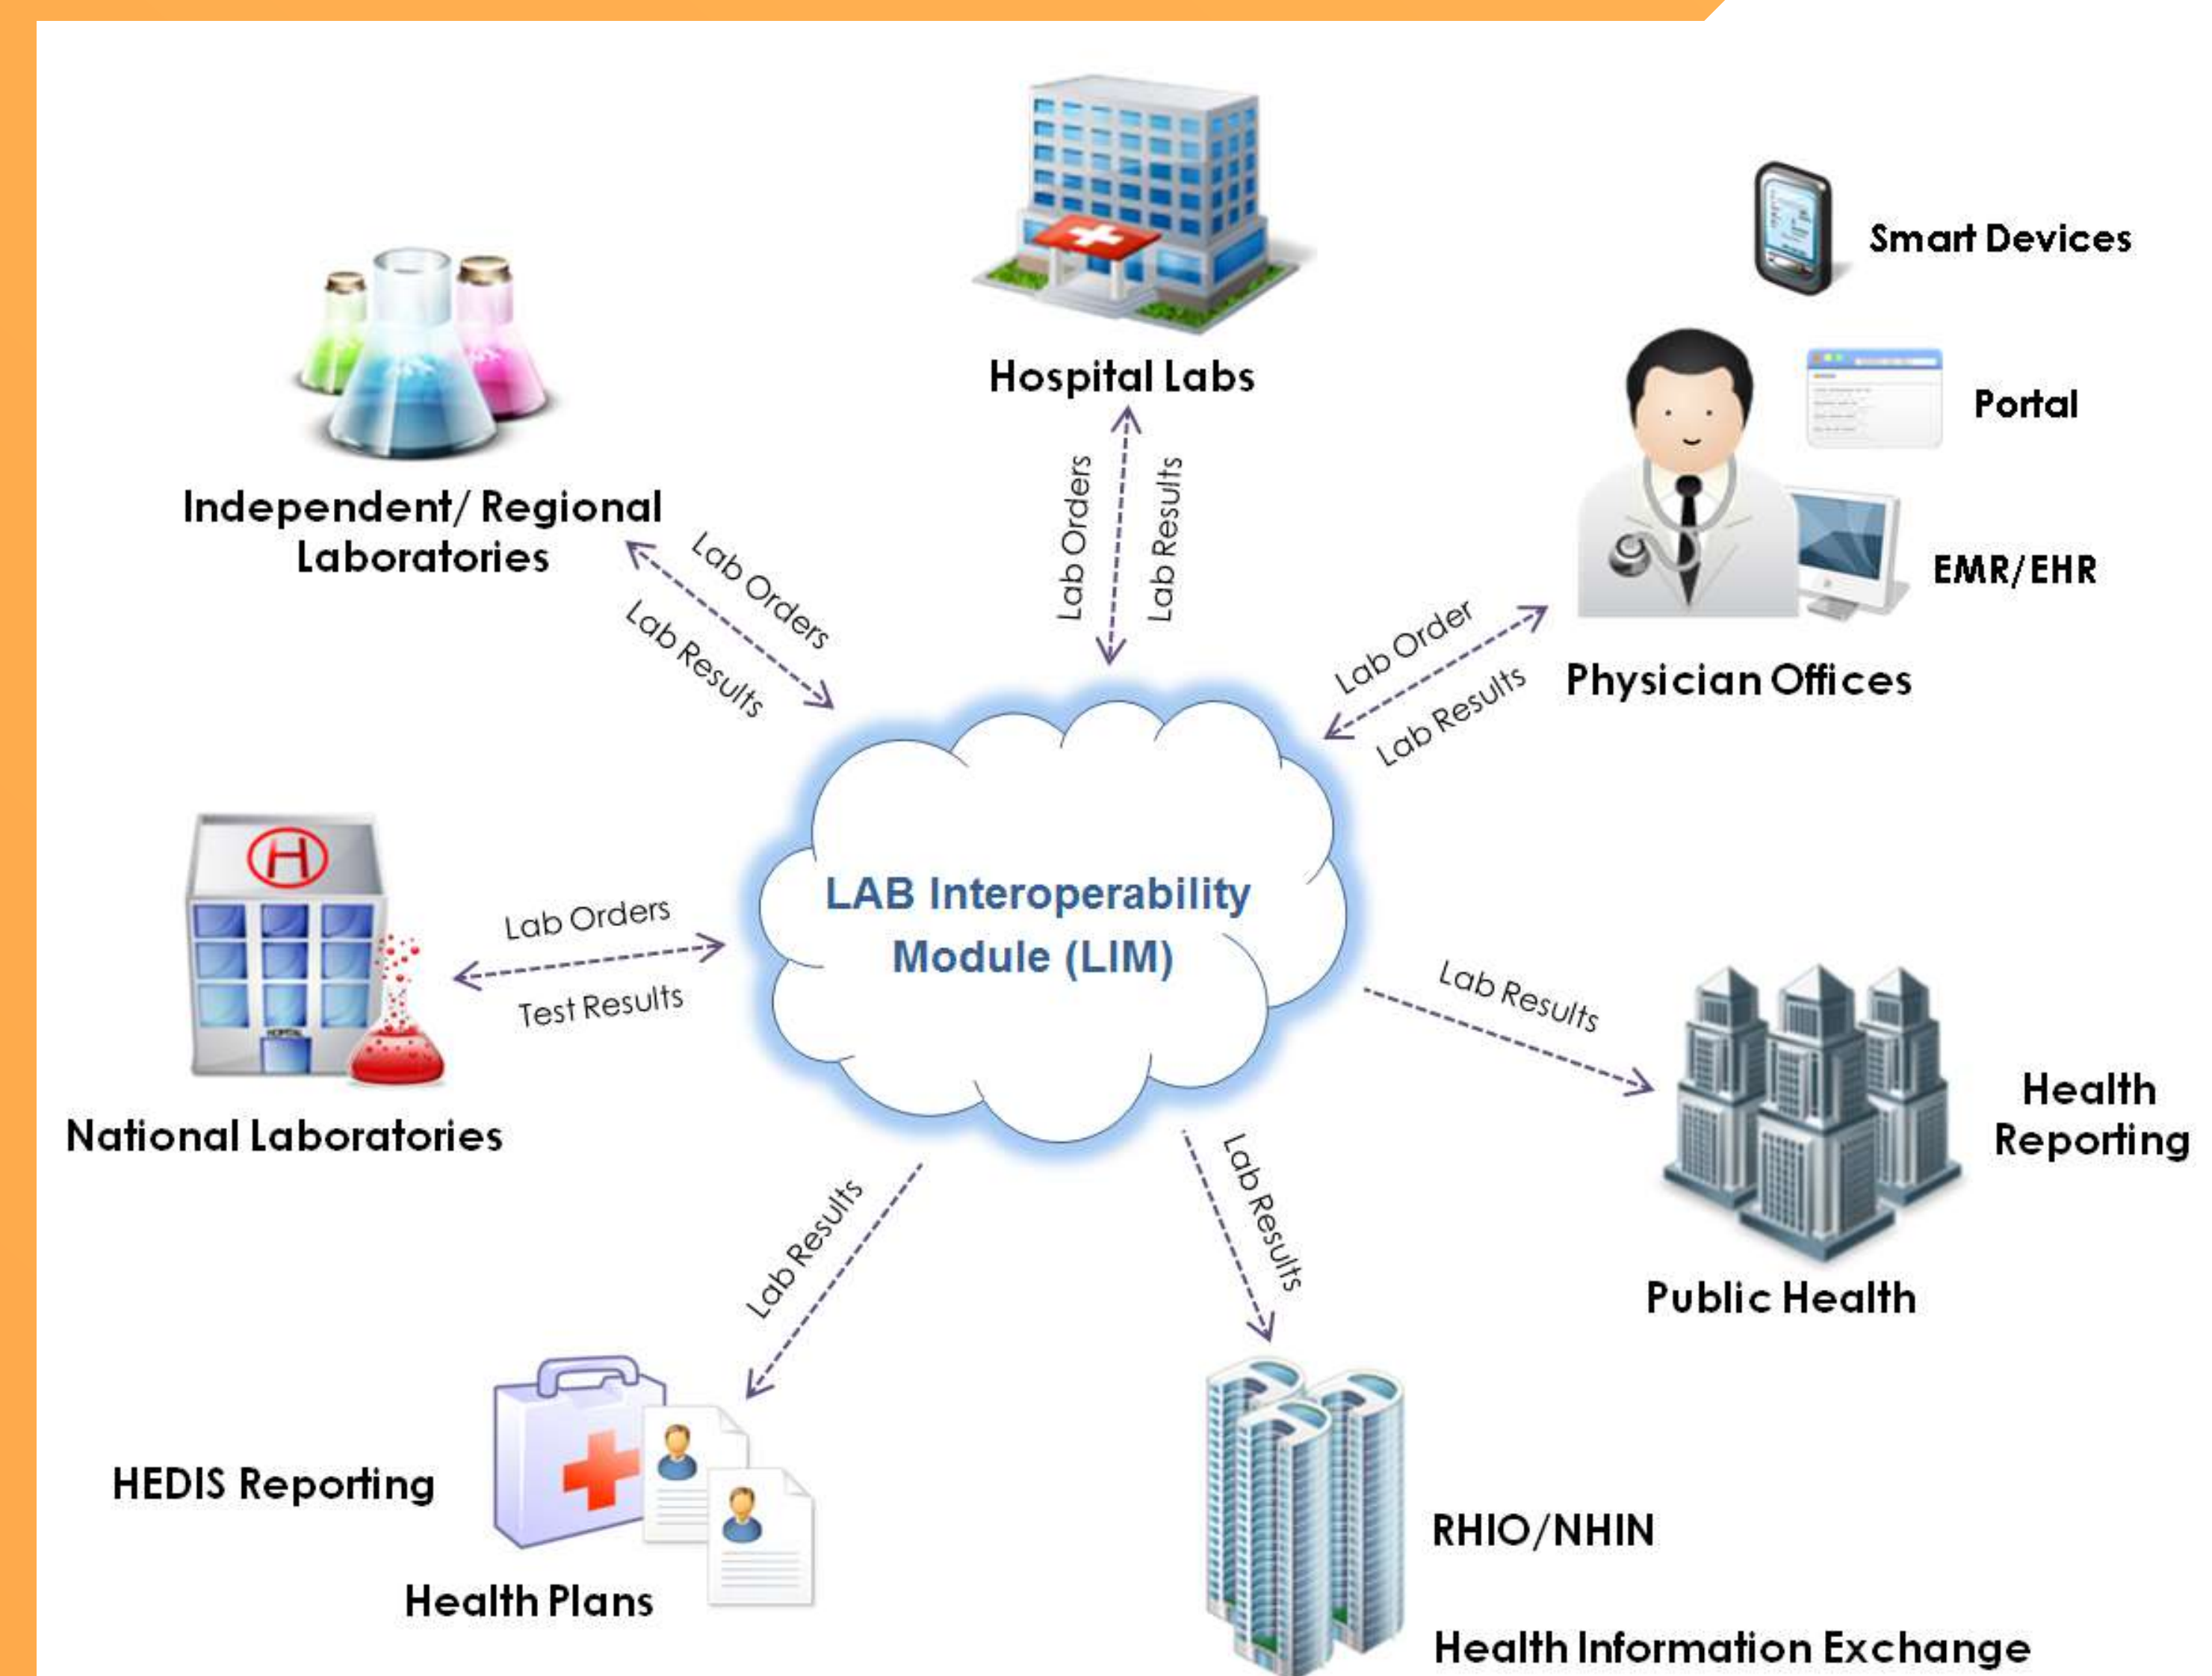 Smart Devices
Hospital Labs
Portal
Independent/ Regional
Laboratories
EMR/EHR
Lab Orders
Lab Results
Lab Orders
Lab Results
Lab Order
Lab Results
Physician Offices
LAB Interoperability
Module (LIM)
Lab Orders
Test Results
National Laboratories
Lab Results
Health
Reporting
Public Health
Lab Results
Lab Results
HEDIS Reporting
Health Plans
RHIO/NHIN
Health Information Exchange